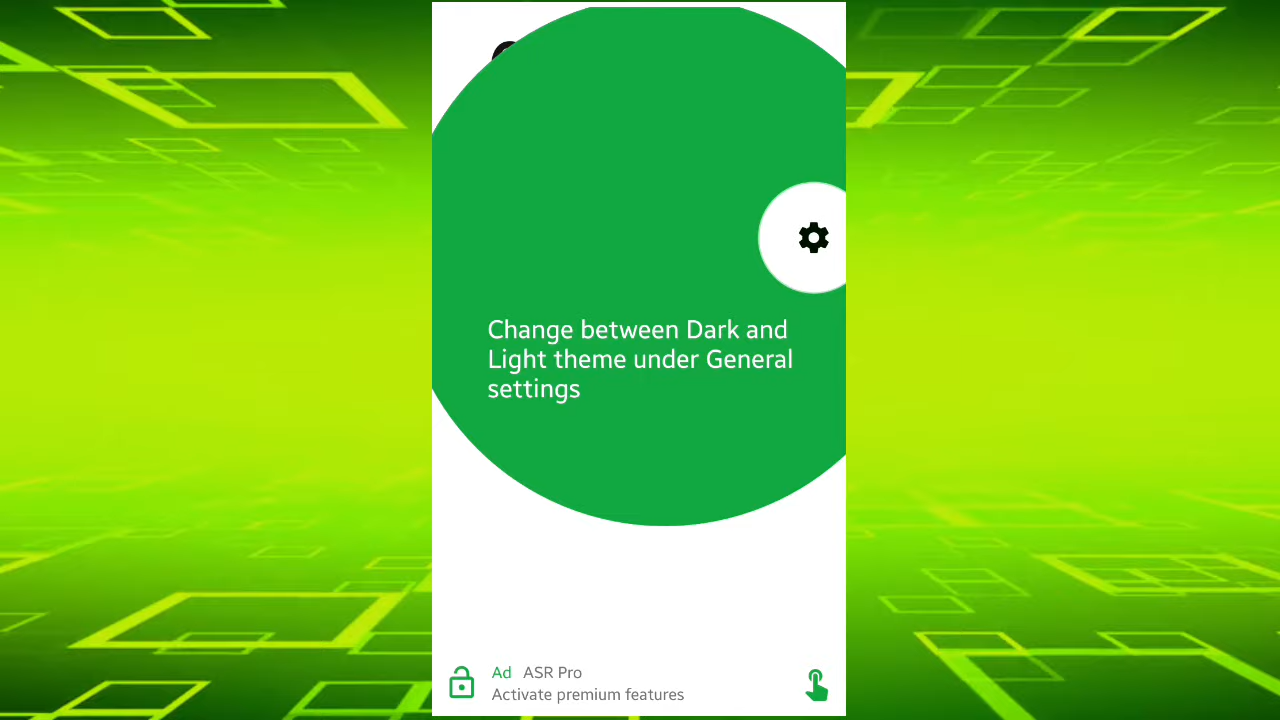 Change between Dark and
Light theme under General
settings
Ad ASR Pro
Activate premium features